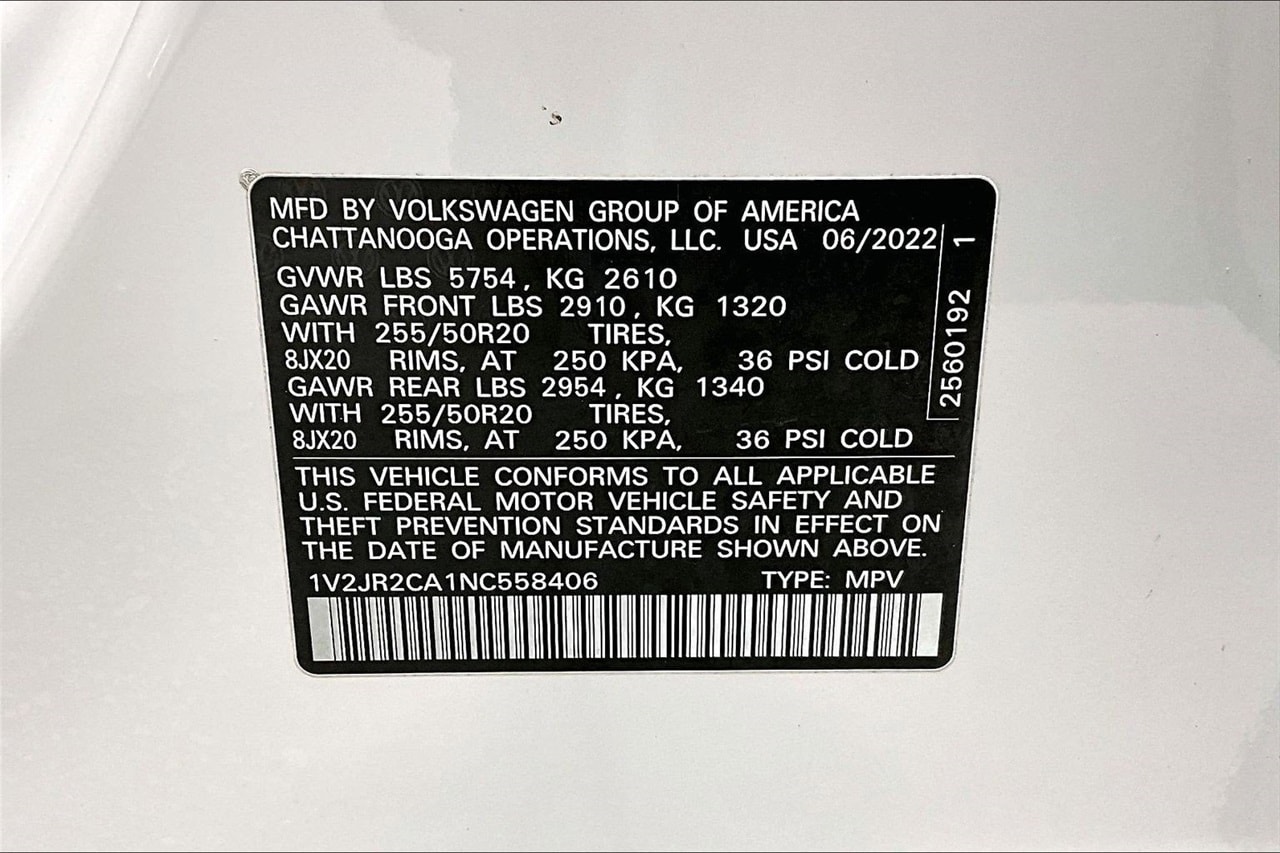 MFD BY VOLKSWAGEN GROUP OF AMERICA
CHATTANOOGA OPERATIONS, LLC. USA 06/2022
GVWR LBS 5754, KG 2610
GAWR FRONT LBS 2910, KG 1320
WITH 255/50R20 TIRES,
8JX20 RIMS, AT 250 KPA, 36 PSI COLD
GAWR REAR LBS 2954, KG 1340
WITH 255/50R20 TIRES,
8JX20 RIMS, AT 250 KPA, 36 PSI COLD
2560192 1
THIS VEHICLE CONFORMS TO ALL APPLICABLE
U.S. FEDERAL MOTOR VEHICLE SAFETY AND
THEFT PREVENTION STANDARDS IN EFFECT ON
THE DATE OF MANUFACTURE SHOWN ABOVE.
1V2JR2CA1NC558406 TYPE: MPV